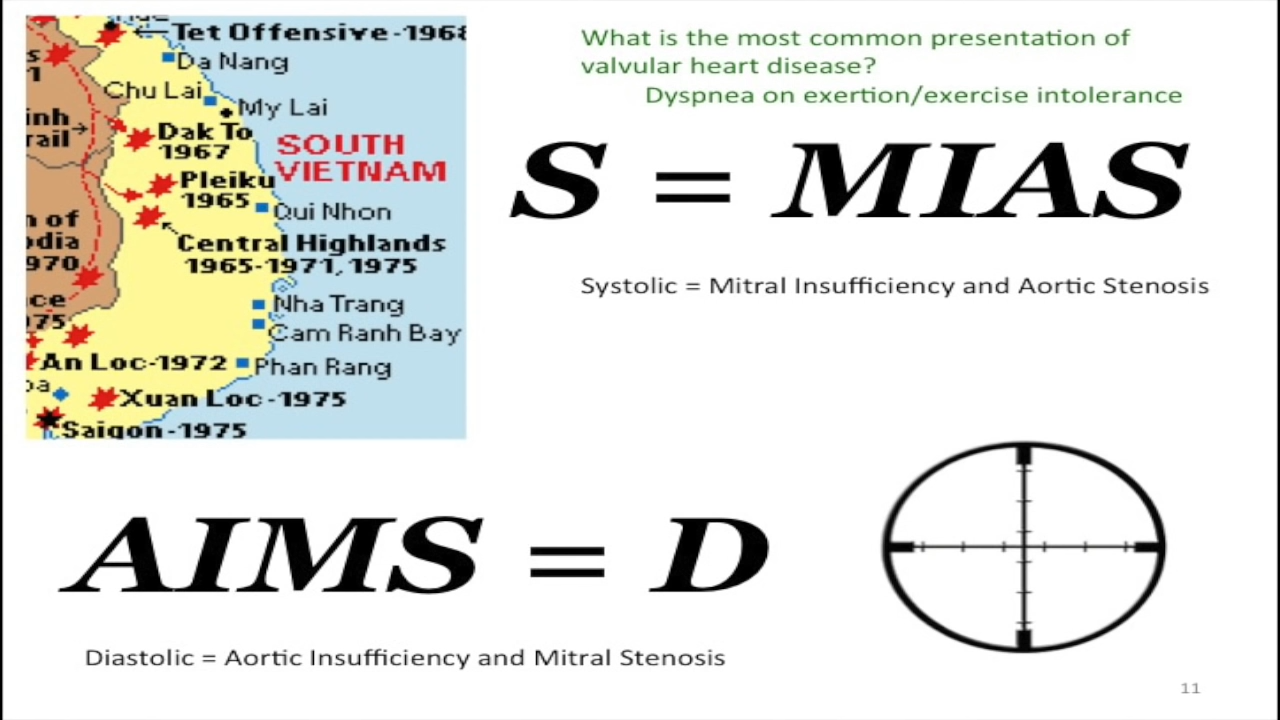 Tet Offensive-196
Da Nang
Chu Lai
My Lai
Dak To
1967
SOUTH
VIETNAM
Pleiku
1965
Qui Nhon
of
Central Highlands
1965-1971, 1975
970
Nha Trang
Cam Ranh Bay
An Loc-1972
Phan Rang
Xuan Loc-1975
Saigon-1975
What is the most common presentation of
valvular heart disease?
Dyspnea on exertion/exercise intolerance
S = MIAS
Systolic = Mitral Insufficiency and Aortic Stenosis
AIMS = D
Diastolic = Aortic Insufficiency and Mitral Stenosis
11